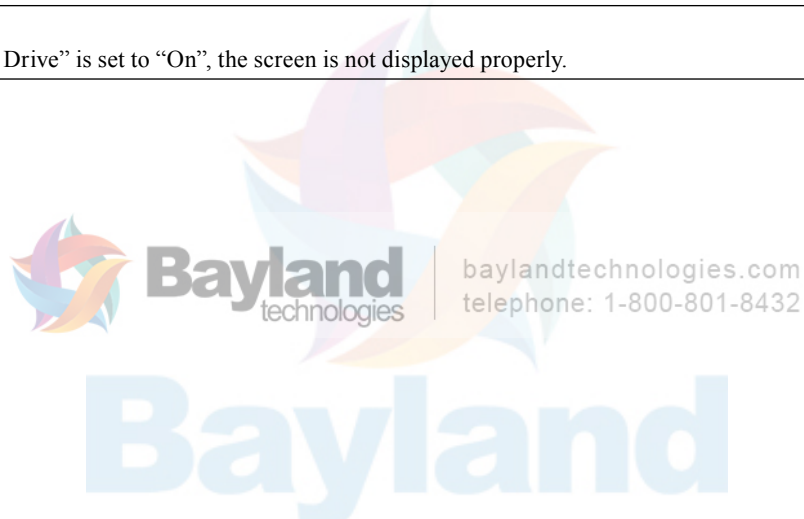 Drive” is set to “On”, the screen is not displayed properly.
Bayland
technologies
baylandtechnologies.com
telephone: 1-800-801-8432
Bayland